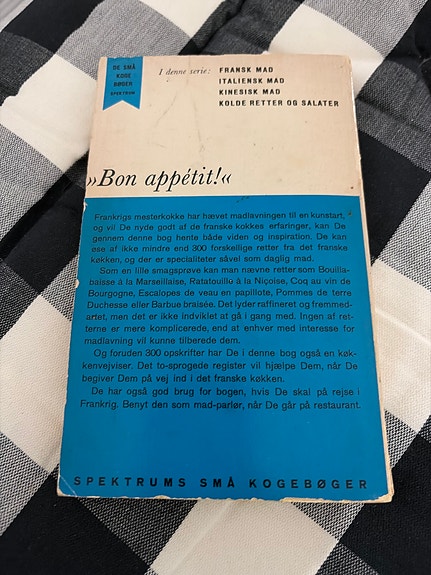 DE SMÅ
KOGE
BØGER
SPEKTRUM
I denne serie: FRANSK MAD
ITALIENSK MAD
KINESISK MAD
KOLDE RETTER OG SALATER
»Bon appétit!«
Frankrigs mesterkokke har hævet madlavningen til en kunstart,
og vil De nyde godt af de franske kokkes erfaringer, kan De
gennem denne bog hente både viden og inspiration. De kan
læse af ikke mindre end 300 forskellige retter fra det franske
køkken, og der er specialiteter såvel som daglig mad.
Som en lille smagsprøve kan man nævne retter som Bouilla-
baisse à la Marseillaise, Ratatouille à la Niçoise, Coq au vin de
Bourgogne, Escalopes de veau en papillote, Pommes de terre
Duchesse eller Barbue braisée. Det lyder raffineret og fremmed-
artet, men det er ikke indviklet at gå i gang med. Ingen af ret-
terne er mere komplicerede, end at enhver med interesse for
madlavning vil kunne tilberede dem.
Og foruden 300 opskrifter har De i denne bog også en køk-
kenvejviser. Det to-sprogede register vil hjælpe Dem, når De
begiver Dem på vej ind i det franske køkken.
De har også god brug for bogen, hvis De skal på rejse i
Frankrig. Benyt den som mad-parlør, når De går på restaurant.
SPEKTRUMS SMÅ KOGEBØGER